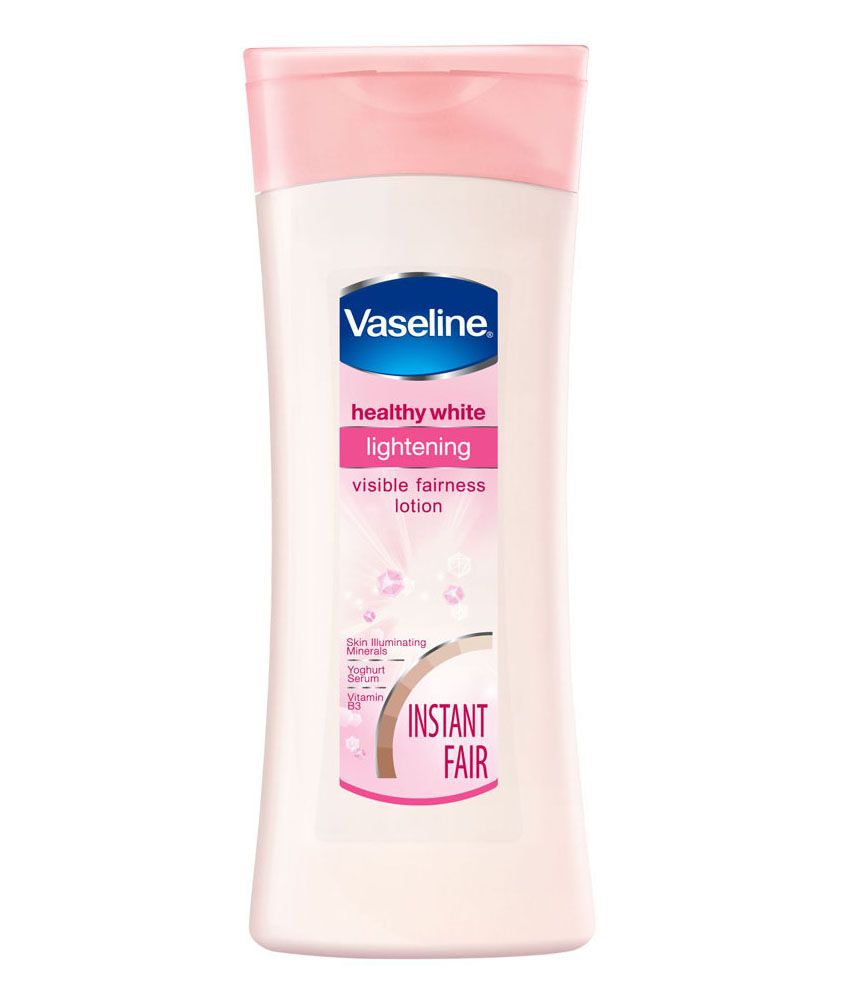 Vaseline®
healthy white
lightening
visible fairness
lotion
Skin Illuminating
Minerals
Yoghurt
Serum
Vitamin
B3
INSTANT
FAIR